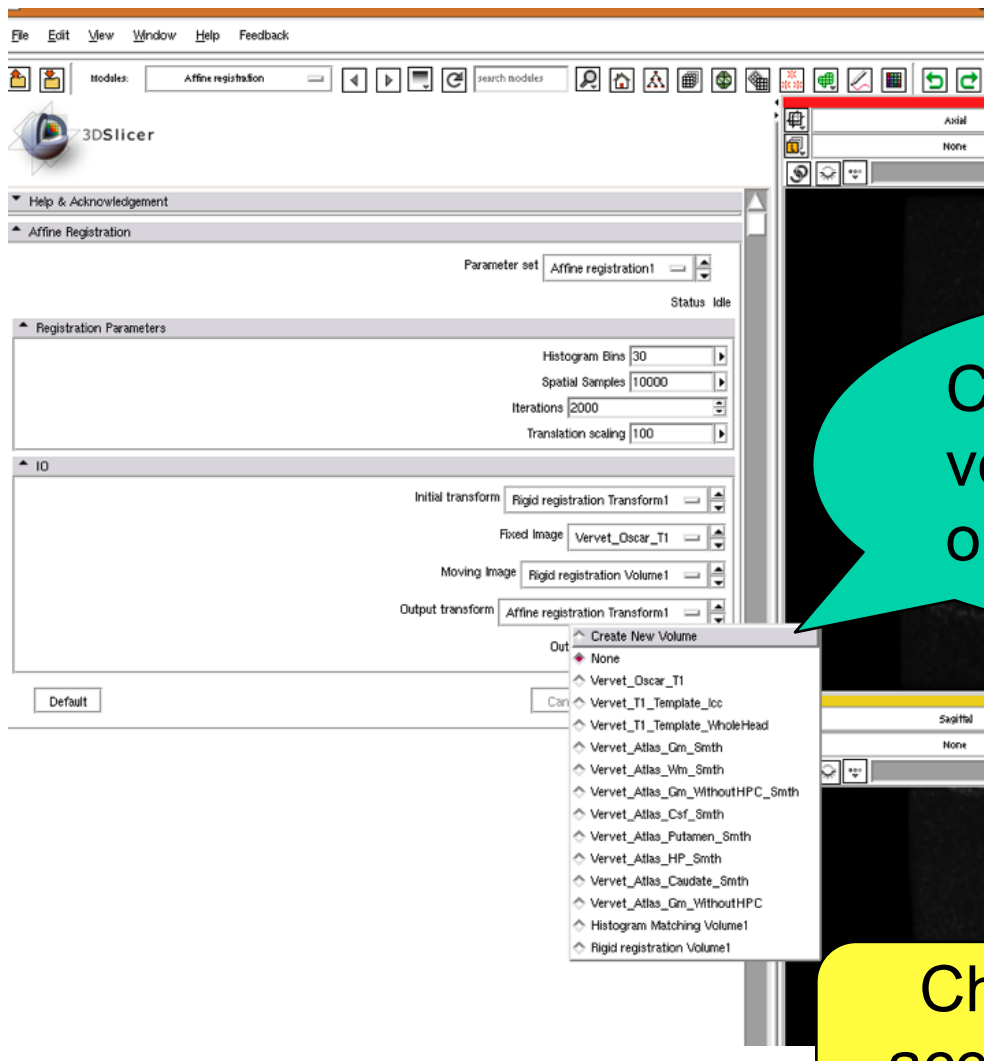 File Edit View Window Help Feedback
Modules: Affine registration search modules
3DSlicer
Axial
None
Help & Acknowledgement
Affine Registration
Parameter set Affine registration1
Status Idle
Registration Parameters
Histogram Bins 30
Spatial Samples 10000
Iterations 2000
Translation scaling 100
IO
Initial transform Rigid registration Transform1
Fixed Image Vervet_Oscar_T1
Moving Image Rigid registration Volume1
Output transform Affine registration Transform1
Out
Create New Volume
None
Vervet_Oscar_T1
Default
Can
Vervet_T1_Template_Icc
Vervet_T1_Template_WholeHead
Vervet_Atlas_Gm_Smth
Vervet_Atlas_Wm_Smth
Vervet_Atlas_Gm_WithoutHPC_Smth
Vervet_Atlas_Csf_Smth
Vervet_Atlas_Putamen_Smth
Vervet_Atlas_HP_Smth
Vervet_Atlas_Caudate_Smth
Vervet_Atlas_Gm_WithoutHPC
Histogram Matching Volume1
Rigid registration Volume1
Sagittal
None